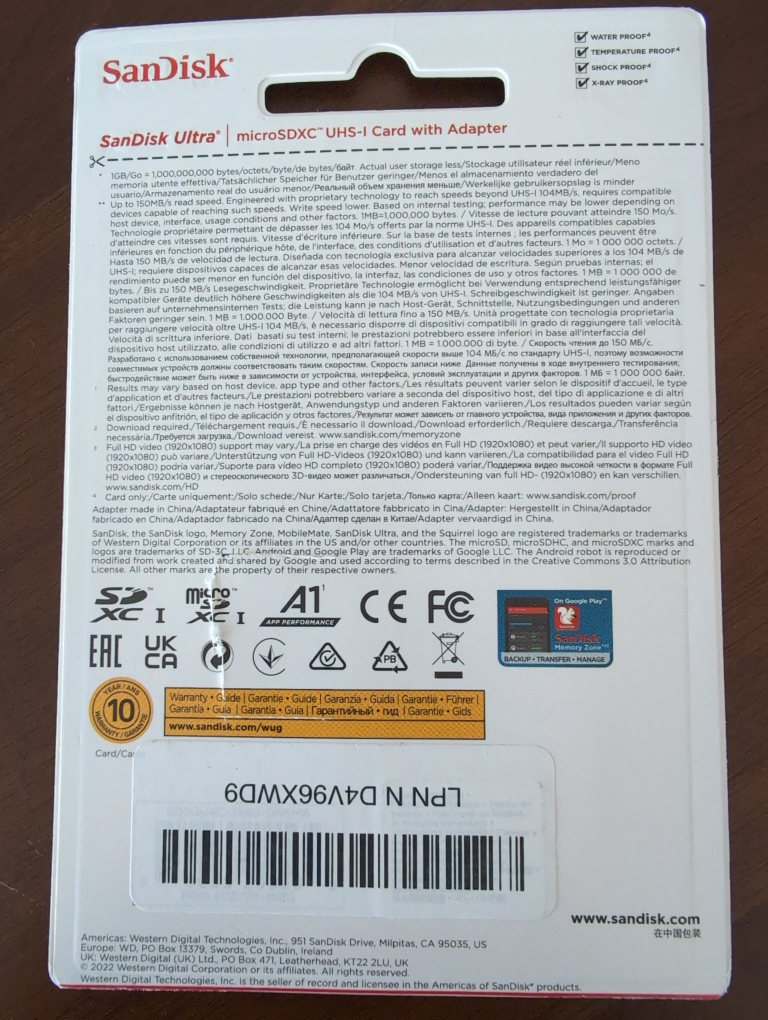 SanDisk®
WATER PROOF⁴
TEMPERATURE PROOF⁴
SHOCK PROOF⁴
X-RAY PROOF⁴
SanDisk Ultra® | microSDXC™ UHS-I Card with Adapter
* 1GB/Go = 1,000,000,000 bytes/octets/byte/de bytes/байт. Actual user storage less/Stockage utilisateur réel inférieur/Meno
memoria utente effettiva/Tatsächlicher Speicher für Benutzer geringer/Menos el almacenamiento verdadero del
usuario/Armazenamento real do usuário menor/Реальный объем хранения меньше/Werkelijke gebruikersopslag is minder
** Up to 150MB/s read speed. Engineered with proprietary technology to reach speeds beyond UHS-I 104MB/s, requires compatible
devices capable of reaching such speeds. Write speed lower. Based on internal testing; performance may be lower depending on
host device, interface, usage conditions and other factors. 1MB=1,000,000 bytes. / Vitesse de lecture pouvant atteindre 150 Mo/s.
Technologie propriétaire permettant de dépasser les 104 Mo/s offerts par la norme UHS-I. Des appareils compatibles capables
d'atteindre ces vitesses sont requis. Vitesse d'écriture inférieure. Sur la base de tests internes ; les performances peuvent être
inférieures en fonction du périphérique hôte, de l'interface, des conditions d'utilisation et d'autres facteurs. 1 Mo = 1 000 000 octets. /
Hasta 150 MB/s de velocidad de lectura. Diseñada con tecnología exclusiva para alcanzar velocidades superiores a los 104 MB/s de
UHS-I; requiere dispositivos capaces de alcanzar esas velocidades. Menor velocidad de escritura. Según pruebas internas; el
rendimiento puede ser menor en función del dispositivo, la interfaz, las condiciones de uso y otros factores. 1 MB = 1 000 000 de
bytes. / Bis zu 150 MB/s Lesegeschwindigkeit. Proprietäre Technologie ermöglicht bei Verwendung entsprechend leistungsfähiger
kompatibler Geräte deutlich höhere Geschwindigkeiten als die 104 MB/s von UHS-I. Schreibgeschwindigkeit ist geringer. Angaben
basieren auf unternehmensinternen Tests; die Leistung kann je nach Host-Gerät, Schnittstelle, Nutzungsbedingungen und anderen
Faktoren geringer sein. 1 MB = 1.000.000 Byte. / Velocità di lettura fino a 150 MB/s. Unità progettate con tecnologia proprietaria
per raggiungere velocità oltre UHS-I 104 MB/s, è necessario disporre di dispositivi compatibili in grado di raggiungere tali velocità.
Velocità di scrittura inferiore. Dati basati su test interni; le prestazioni potrebbero essere inferiori in base all'interfaccia del
dispositivo host utilizzato, alle condizioni di utilizzo e ad altri fattori. 1 MB = 1.000.000 di byte. / Скорость чтения до 150 МБ/с.
Разработано с использованием собственной технологии, предполагающей скорости выше 104 МБ/с по стандарту UHS-I, поэтому возможности
совместимых устройств должны соответствовать таким скоростям. Скорость записи ниже. Данные получены в ходе внутреннего тестирования;
быстродействие может быть ниже в зависимости от устройства, интерфейса, условий эксплуатации и других факторов. 1 МБ = 1 000 000 байт.
¹ Results may vary based on host device, app type and other factors./Les résultats peuvent varier selon le dispositif d'accueil, le type
d'application et d'autres facteurs./Le prestazioni potrebbero variare a seconda del dispositivo host, del tipo di applicazione e di altri
fattori./Ergebnisse können je nach Hostgerät, Anwendungstyp und anderen Faktoren variieren./Los resultados pueden variar según
el dispositivo anfitrión, el tipo de aplicación y otros factores./Результат может зависеть от главного устройства, вида приложения и других факторов.
² Download required./Téléchargement requis./È necessario il download./Download erforderlich./Requiere descarga./Transferência
necessária./Требуется загрузка./Download vereist. www.sandisk.com/memoryzone
³ Full HD video (1920x1080) support may vary./La prise en charge des vidéos en Full HD (1920x1080) et peut varier./Il supporto HD video
(1920x1080) può variare./Unterstützung von Full HD-Videos (1920x1080) und kann variieren./La compatibilidad para el video Full HD
(1920x1080) podría variar./Suporte para vídeo HD completo (1920x1080) poderá variar./Поддержка видео высокой четкости в формате Full
HD video (1920x1080) и стереоскопического 3D-видео может различаться./Ondersteuning van full HD- (1920x1080) en kan verschillen.
www.sandisk.com/HD
⁴ Card only:/Carte uniquement:/Solo schede:/Nur Karte:/Solo tarjeta:/Только карта:/Alleen kaart: www.sandisk.com/proof
Adapter made in China/Adaptateur fabriqué en Chine/Adattatore fabbricato in Cina/Adapter: Hergestellt in China/Adaptador
fabricado en China/Adaptador fabricado na China/Адаптер сделан в Китае/Adapter vervaardigd in China.
SanDisk, the SanDisk logo, Memory Zone, MobileMate, SanDisk Ultra, and the Squirrel logo are registered trademarks or trademarks
of Western Digital Corporation or its affiliates in the US and/or other countries. The microSD, microSDHC, and microSDXC marks and
logos are trademarks of SD-3C, LLC. Android and Google Play are trademarks of Google LLC. The Android robot is reproduced or
modified from work created and shared by Google and used according to terms described in the Creative Commons 3.0 Attribution
License. All other marks are the property of their respective owners.
SD XC I
micro SD XC I
A1¹
APP PERFORMANCE
CE
FC
EAC
UK CA
PB
On Google Play™
SanDisk
Memory Zone™²
BACKUP • TRANSFER • MANAGE
YEAR / ANS
10
WARRANTY / GARANTIE
Warranty • Guide | Garantie • Guide | Garanzia • Guida | Garantie • Führer |
Garantía • Guía | Garantia • Guia | Гарантийный • гид | Garantie • Gids
www.sandisk.com/wug
Card/Ca
LPN N D4V96XWD9
www.sandisk.com
在中国包装
Americas: Western Digital Technologies, Inc., 951 SanDisk Drive, Milpitas, CA 95035, US
Europe: WD, PO Box 13379, Swords, Co Dublin, Ireland
UK: Western Digital (UK) Ltd., PO Box 471, Leatherhead, KT22 2LU, UK
© 2022 Western Digital Corporation or its affiliates. All rights reserved.
Western Digital Technologies, Inc. is the seller of record and licensee in the Americas of SanDisk® products.